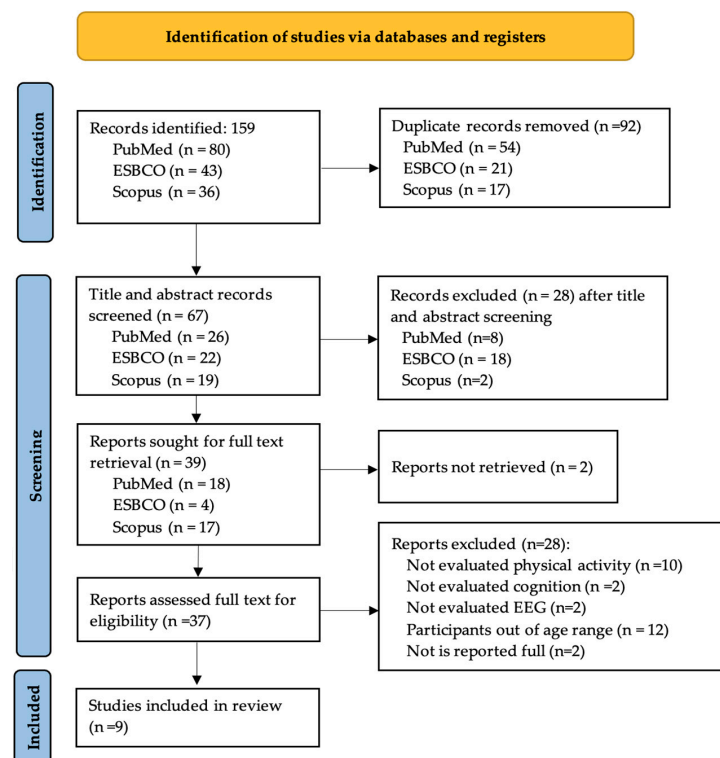 Identification of studies via databases and registers
Identification
Records identified: 159
PubMed (n = 80)
ESBCO (n = 43)
Scopus (n = 36)
Duplicate records removed (n =92)
PubMed (n = 54)
ESBCO (n = 21)
Scopus (n = 17)
Screening
Title and abstract records
screened (n = 67)
PubMed (n = 26)
ESBCO (n = 22)
Scopus (n = 19)
Records excluded (n = 28) after title
and abstract screening
PubMed (n=8)
ESBCO (n = 18)
Scopus (n=2)
Reports sought for full text
retrieval (n = 39)
PubMed (n = 18)
ESBCO (n = 4)
Scopus (n = 17)
Reports not retrieved (n = 2)
Reports assessed full text for
eligibility (n =37)
Reports excluded (n=28):
Not evaluated physical activity (n =10)
Not evaluated cognition (n =2)
Not evaluated EEG (n=2)
Participants out of age range (n = 12)
Not is reported full (n=2)
Included
Studies included in review
(n =9)